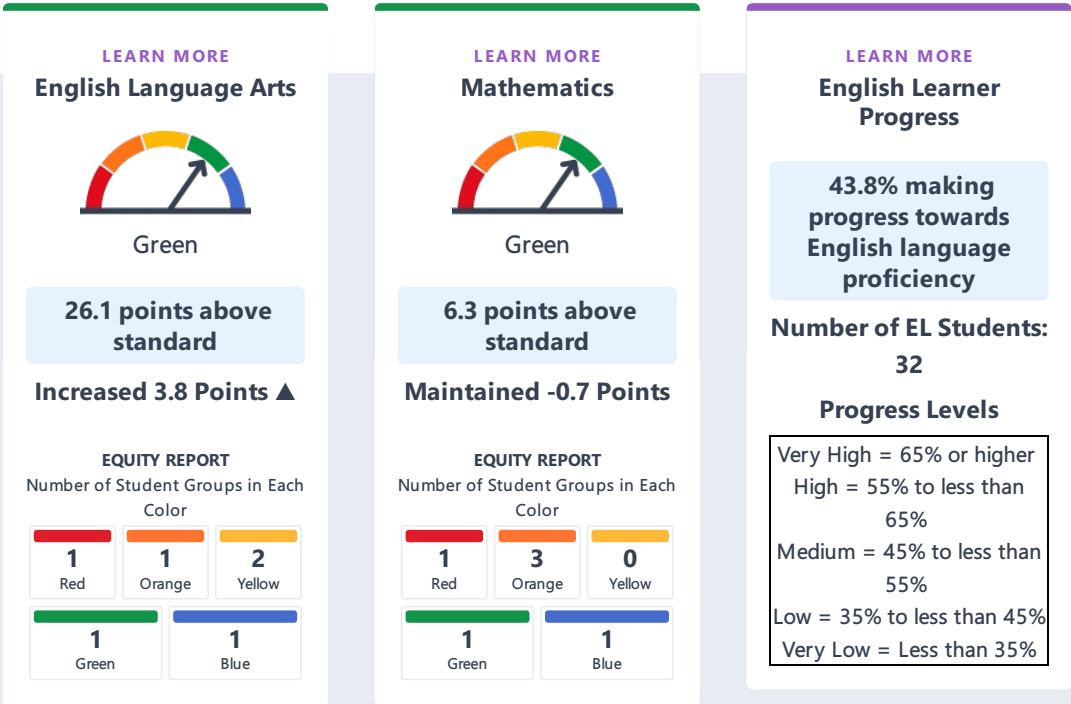 LEARN MORE
English Language Arts
Green
26.1 points above
standard
Increased 3.8 Points ▲
EQUITY REPORT
Number of Student Groups in Each
Color
1
Red
1
Orange
2
Yellow
1
Green
1
Blue
LEARN MORE
Mathematics
Green
6.3 points above
standard
Maintained -0.7 Points
EQUITY REPORT
Number of Student Groups in Each
Color
1
Red
3
Orange
0
Yellow
1
Green
1
Blue
LEARN MORE
English Learner
Progress
43.8% making
progress towards
English language
proficiency
Number of EL Students:
32
Progress Levels
Very High = 65% or higher
High = 55% to less than
65%
Medium = 45% to less than
55%
Low = 35% to less than 45%
Very Low = Less than 35%